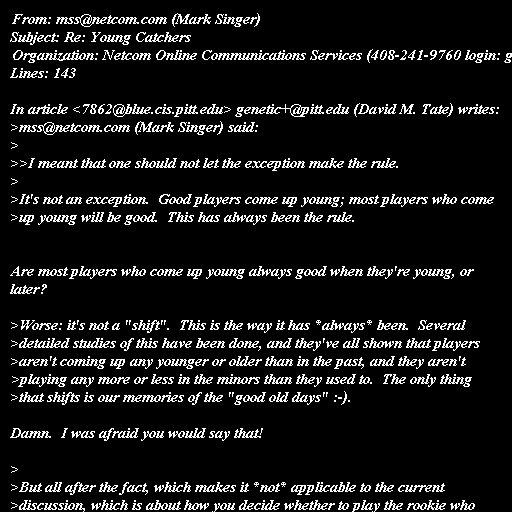 From: mss@netcom.com (Mark Singer)
Subject: Re: Young Catchers
Organization: Netcom Online Communications Services (408-241-9760 login: g
Lines: 143

In article <7862@blue.cis.pitt.edu> genetic+@pitt.edu (David M. Tate) writes:
>mss@netcom.com (Mark Singer) said:
>
>>I meant that one should not let the exception make the rule.
>
>It's not an exception.  Good players come up young; most players who come
>up young will be good.  This has always been the rule.

Are most players who come up young always good when they're young, or
later?

>Worse: it's not a "shift".  This is the way it has *always* been.  Several
>detailed studies of this have been done, and they've all shown that players
>aren't coming up any younger or older than in the past, and they aren't
>playing any more or less in the minors than they used to.  The only thing
>that shifts is our memories of the "good old days" :-).

Damn.  I was afraid you would say that!

>
>But all after the fact, which makes it *not* applicable to the current
>discussion, which is about how you decide whether to play the rookie who